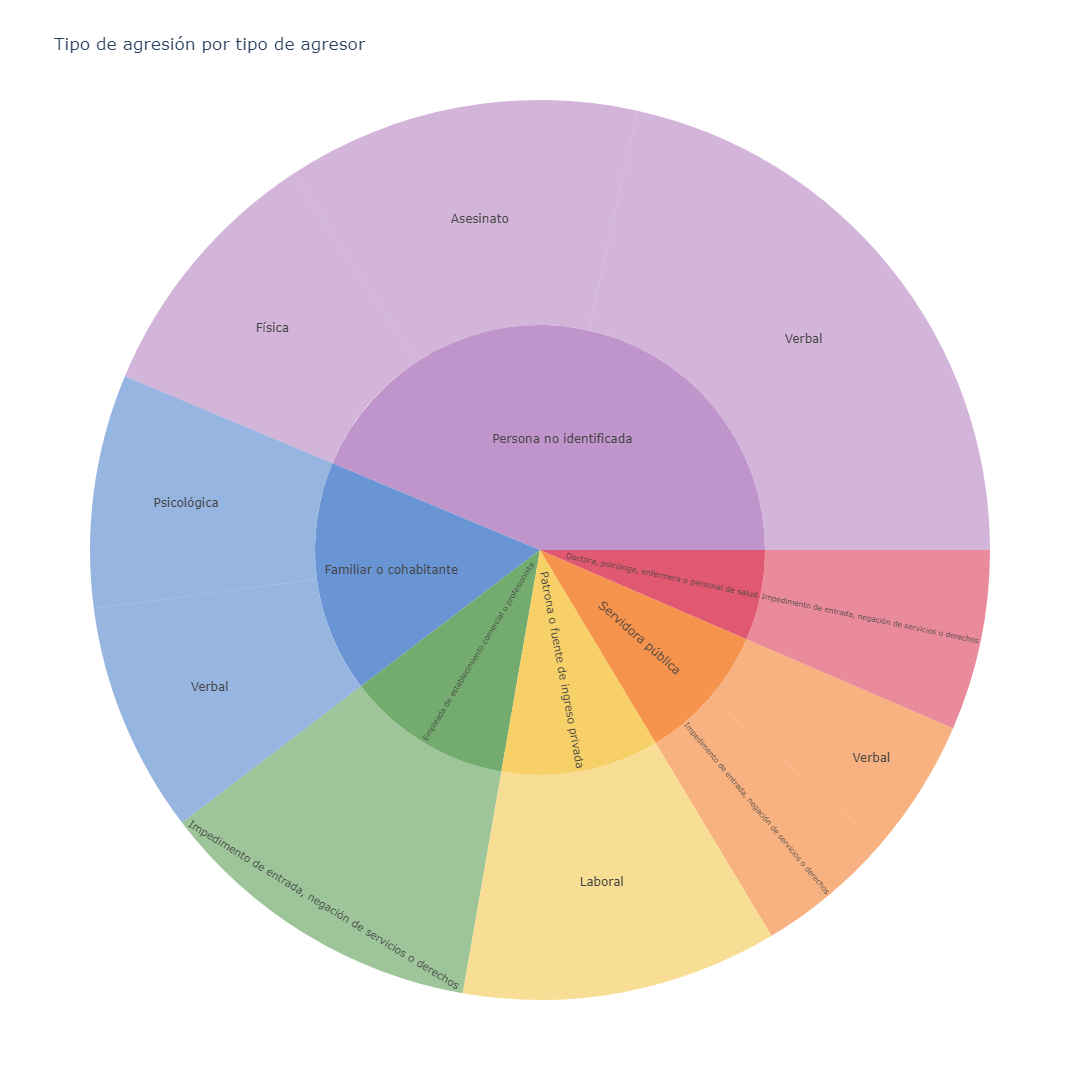 Tipo de agresión por tipo de agresor
Asesinato
Verbal
Física
Persona no identificada
Psicológica
Familiar o cohabitante
Verbal
Empleada de establecimiento comercial o profesionista
Impedimento de entrada, negación de servicios o derechos
Patrona o fuente de ingreso privada
Laboral
Servidora pública
Impedimento de entrada, negación de servicios o derechos
Verbal
Doctora, psicóloga, enfermera o personal de salud
Impedimento de entrada, negación de servicios o derechos